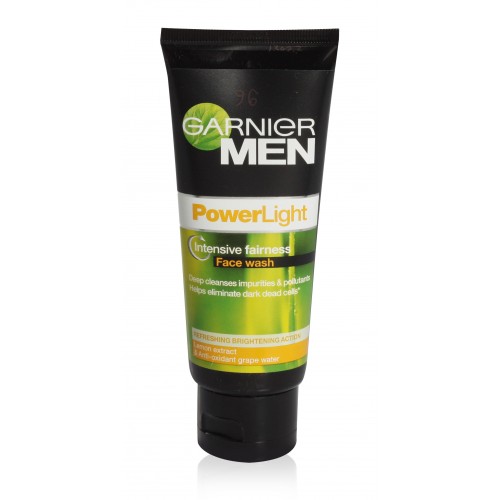 GARNIER
MEN
PowerLight
Intensive fairness
Face wash
Deep cleanses impurities & pollutants
Helps eliminate dark dead cells*
REFRESHING BRIGHTENING ACTION
Lemon extract
& Anti-oxidant grape water